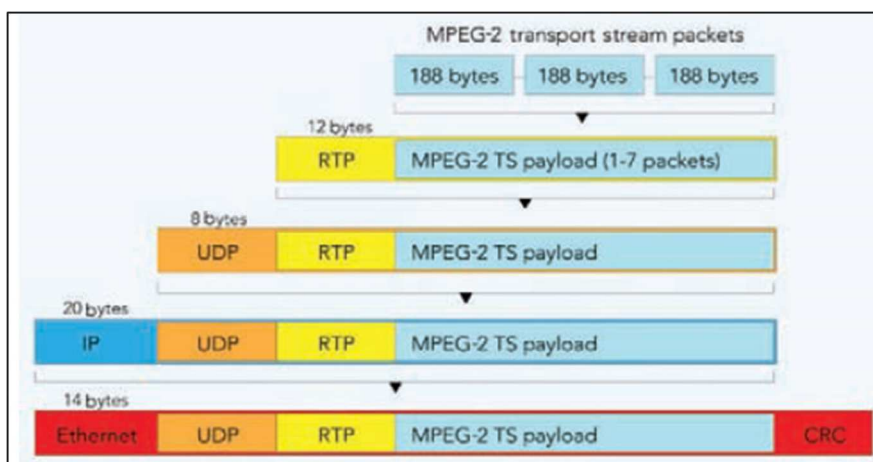 MPEG-2 transport stream packets
188 bytes 188 bytes 188 bytes
12 bytes
RTP MPEG-2 TS payload (1-7 packets)
8 bytes
UDP RTP MPEG-2 TS payload
20 bytes
IP UDP RTP MPEG-2 TS payload
14 bytes
Ethernet UDP RTP MPEG-2 TS payload CRC